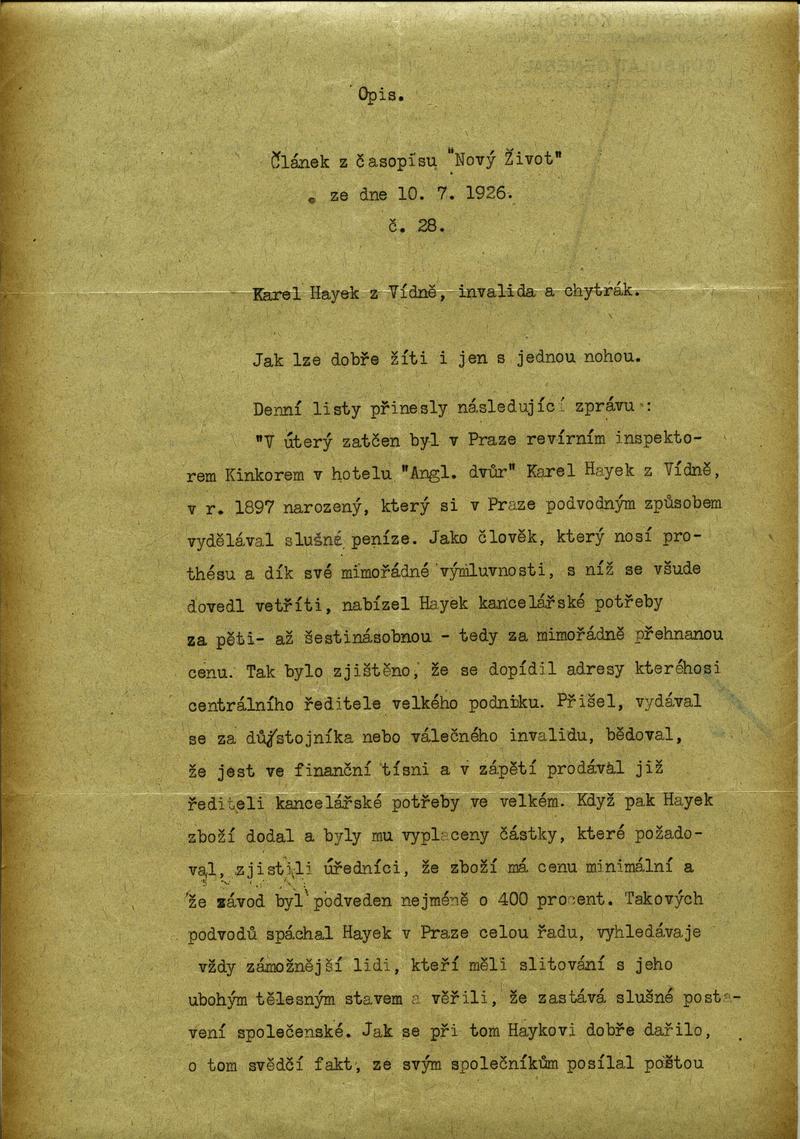 Opis.
Článek z časopisu "Nový Život"
ze dne 10. 7. 1926.
č. 28.
Karel Hayek z Vídně, invalida a chytrák.
Jak lze dobře žíti i jen s jednou nohou.
Denní listy přinesly následující zprávu :
"V úterý zatčen byl v Praze revírním inspekto-
rem Kinkorem v hotelu "Angl. dvůr" Karel Hayek z Vídně,
v r. 1897 narozený, který si v Praze podvodným způsobem
vydělával slušné peníze. Jako člověk, který nosí pro-
thésu a dík své mimořádné výmluvnosti, s níž se všude
dovedl vetříti, nabízel Hayek kancelářské potřeby
za pěti- až šestinásobnou - tedy za mimořádně přehnanou
cenu. Tak bylo zjištěno, že se dopídil adresy kteréhosi
centrálního ředitele velkého podniku. Přišel, vydával
se za důstojníka nebo válečného invalidu, bědoval,
že jest ve finanční tísni a v zápětí prodával již
řediteli kancelářské potřeby ve velkém. Když pak Hayek
zboží dodal a byly mu vyplaceny částky, které požado-
val, zjistili úředníci, že zboží má cenu minimální a
že závod byl podveden nejméně o 400 procent. Takových
podvodů spáchal Hayek v Praze celou řadu, vyhledávaje
vždy zámožnější lidi, kteří měli slitování s jeho
ubohým tělesným stavem a věřili, že zastává slušné posta-
vení společenské. Jak se při tom Haykovi dobře dařilo,
o tom svědčí fakt, ze svým společníkům posílal poštou